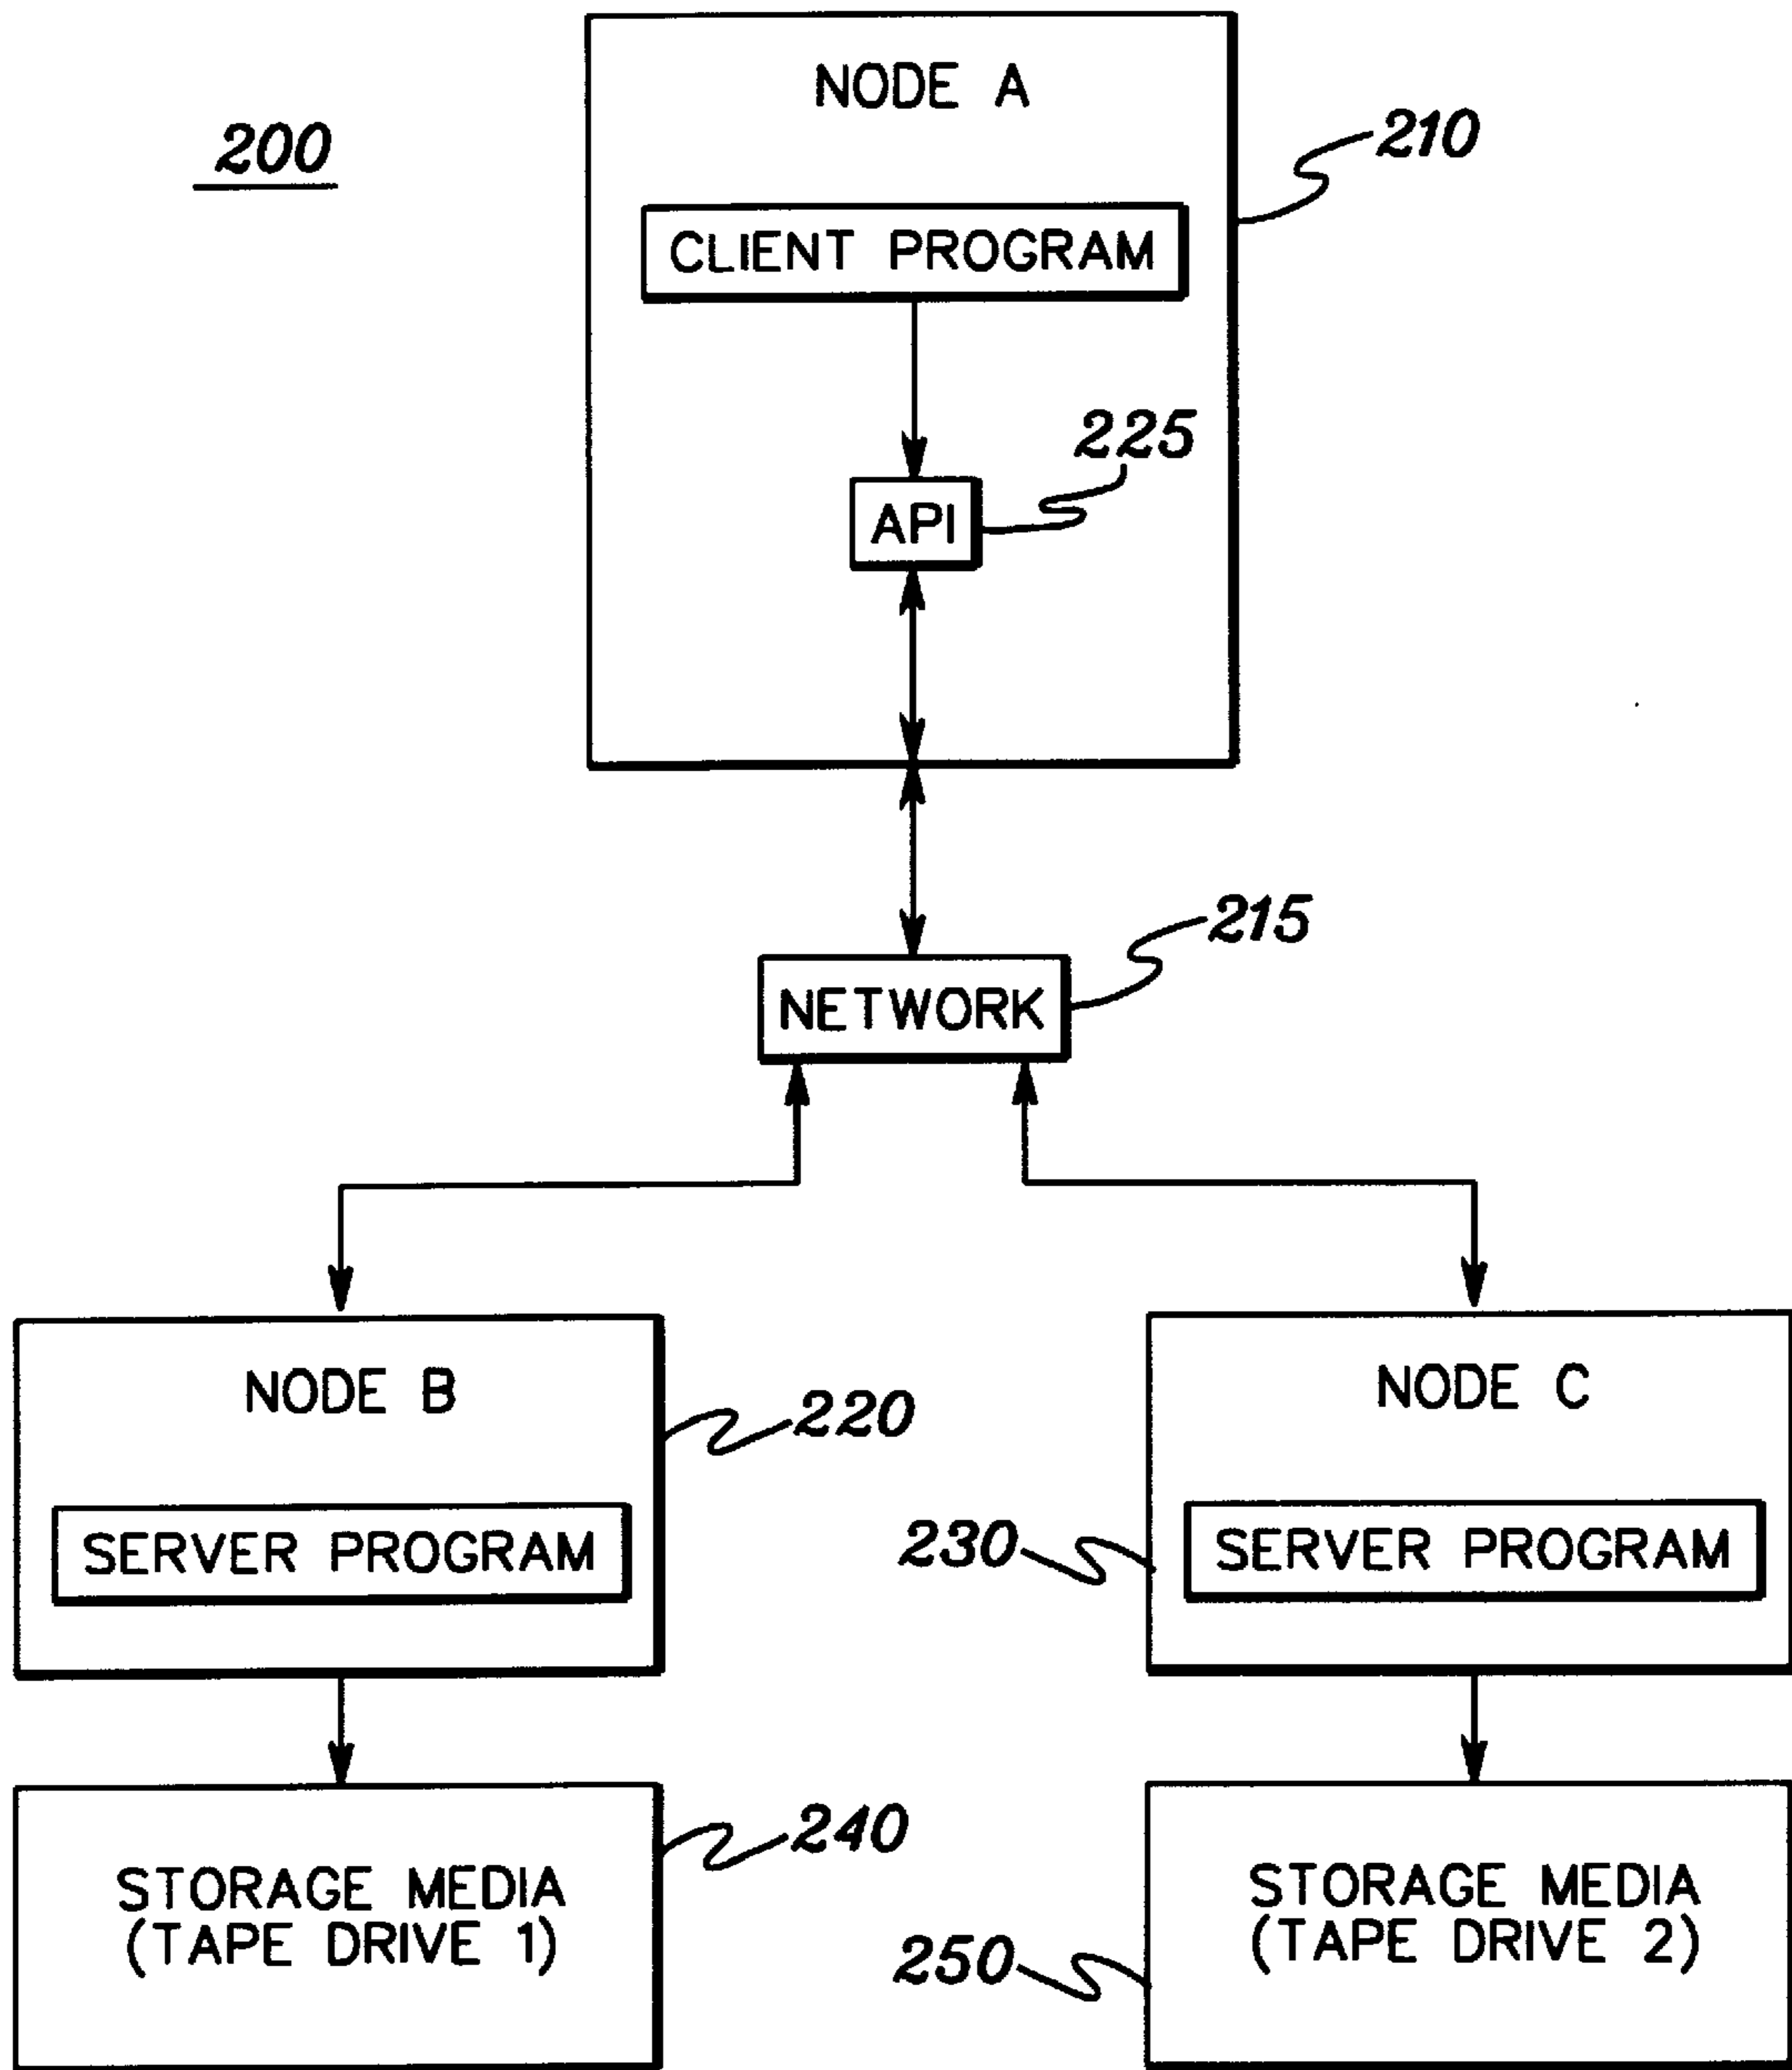 NODE A
200
210
CLIENT PROGRAM
225
API
215
NETWORK
NODE B
NODE C
220
SERVER PROGRAM
230
SERVER PROGRAM
240
STORAGE MEDIA
(TAPE DRIVE 1)
STORAGE MEDIA
(TAPE DRIVE 2)
250